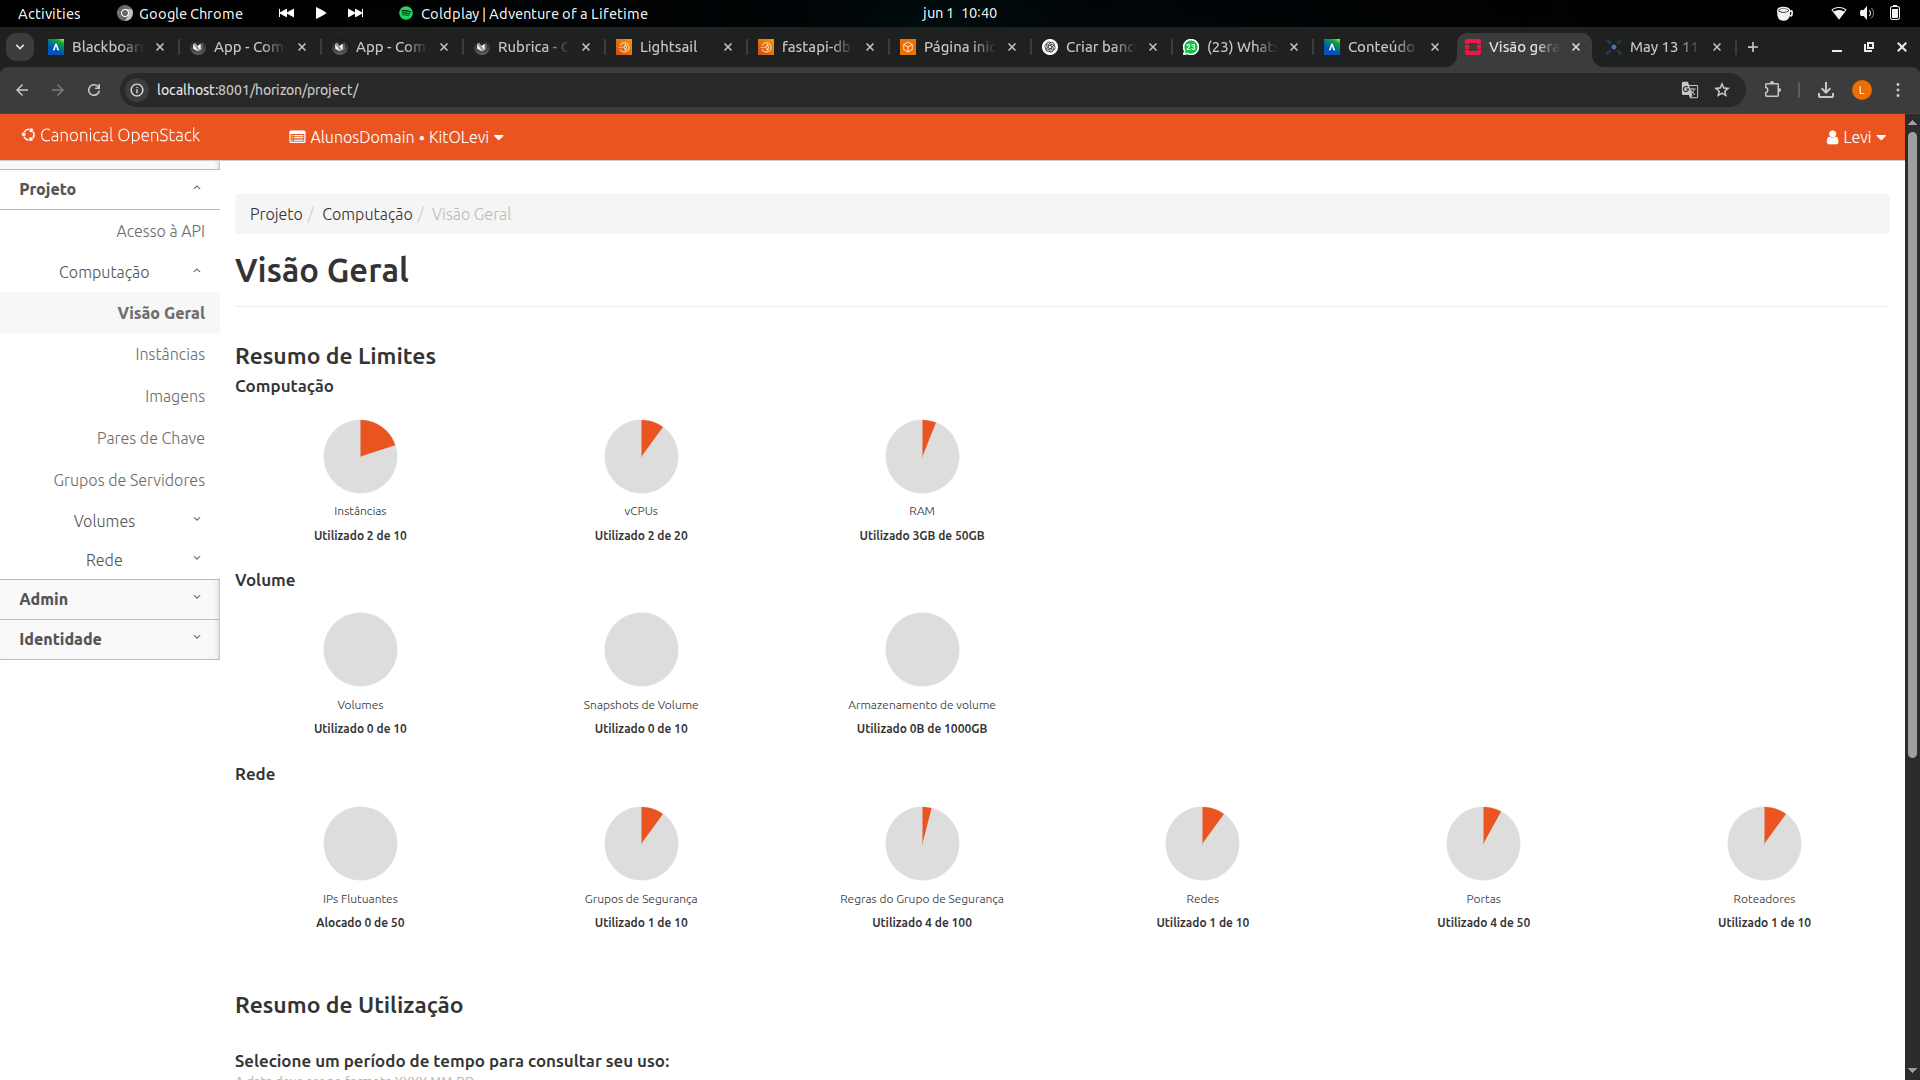 Activities Google Chrome Coldplay | Adventure of a Lifetime jun 1 10:40
Blackboar App - Com App - Com Rubrica - C Lightsail fastapi-db Página inic Criar banc (23) What Conteúdo Visão gera May 13 11
localhost:8001/horizon/project/
L
Canonical OpenStack AlunosDomain • KitOLevi Levi
Projeto
Acesso à API
Computação
Visão Geral
Instâncias
Imagens
Pares de Chave
Grupos de Servidores
Volumes
Rede
Admin
Identidade
Projeto / Computação / Visão Geral
Visão Geral
Resumo de Limites
Computação
Instâncias vCPUs RAM
Utilizado 2 de 10 Utilizado 2 de 20 Utilizado 3GB de 50GB
Volume
Volumes Snapshots de Volume Armazenamento de volume
Utilizado 0 de 10 Utilizado 0 de 10 Utilizado 0B de 1000GB
Rede
IPs Flutuantes Grupos de Segurança Regras do Grupo de Segurança Redes Portas Roteadores
Alocado 0 de 50 Utilizado 1 de 10 Utilizado 4 de 100 Utilizado 1 de 10 Utilizado 4 de 50 Utilizado 1 de 10
Resumo de Utilização
Selecione um período de tempo para consultar seu uso: